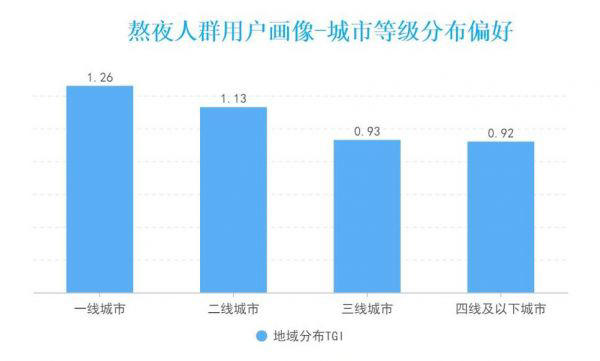 熬夜人群用户画像-城市等级分布偏好
1.26
1.13
0.93
0.92
一线城市
二线城市
三线城市
四线及以下城市
地域分布TGI